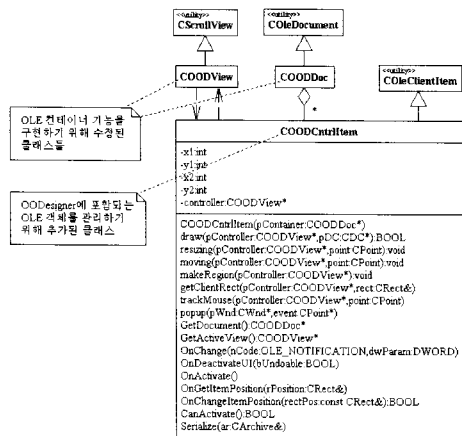 <<utility>>
CScrollView
<<utility>>
COleDocument
<<utility>>
COleClientItem
COODView
COODDoc
*
OLE 컨테이너 기능를
구현하기 위해 수정된
클래스들
OODesigner에 포함되는
OLE 객체를 관리하기
위해 추가된 클래스
COODCntrItem
-x1:int
-y1:int
-x2:int
-y2:int
-controller:COODView*
COODCntrItem(pContainer:COODDoc*)
draw(pController:COODView*,pDC:CDC*):BOOL
resizing(pController:COODView*,point:CPoint):void
moving(pController:COODView*,point:CPoint):void
makeRegion(pController:COODView*):void
getClientRect(pController:COODView*,rect:CRect&)
trackMouse(pController:COODView*,point:CPoint)
popup(pWnd:CWnd*,event:CPoint*)
GetDocument():COODDoc*
GetActiveView():COODView*
OnChange(nCode:OLE_NOTIFICATION,dwParam:DWORD)
OnDeactivateUI(bUndoable:BOOL)
OnActivate()
OnGetItemPosition(rPosition:CRect&)
OnChangeItemPosition(rectPos:const CRect&):BOOL
CanActivate():BOOL
Serialize(ar:CArchive&)